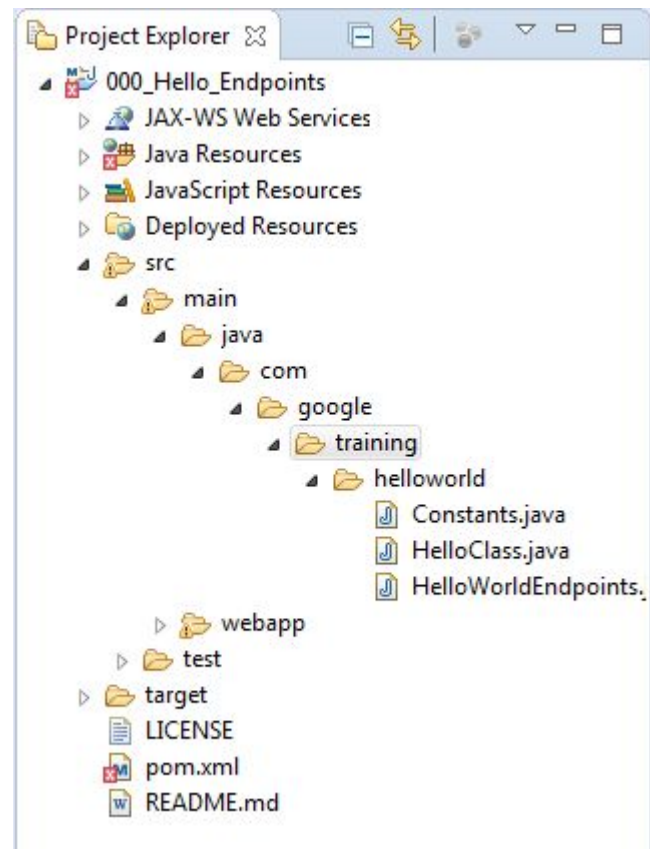 Project Explorer
000_Hello_Endpoints
JAX-WS Web Services
Java Resources
JavaScript Resources
Deployed Resources
src
main
java
com
google
training
helloworld
Constants.java
HelloClass.java
HelloWorldEndpoints.
webapp
test
target
LICENSE
pom.xml
README.md